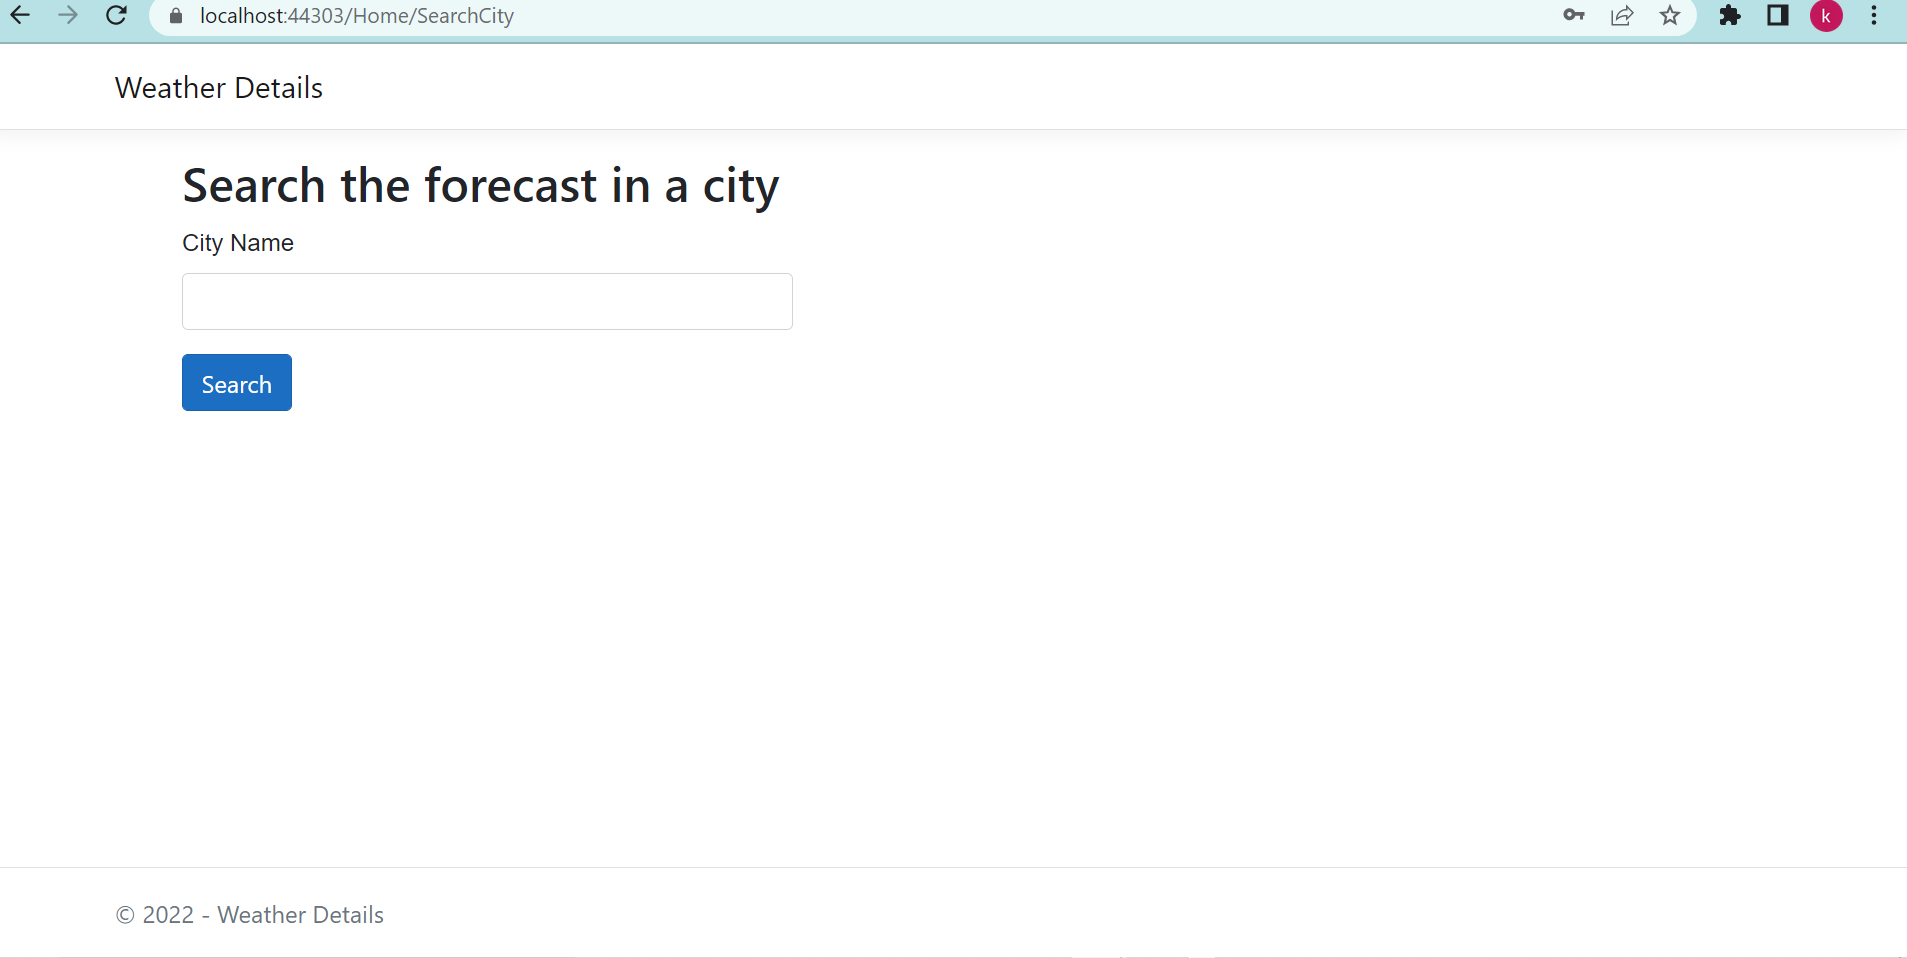 localhost:44303/Home/SearchCity
k
Weather Details
Search the forecast in a city
City Name
Search
© 2022 - Weather Details